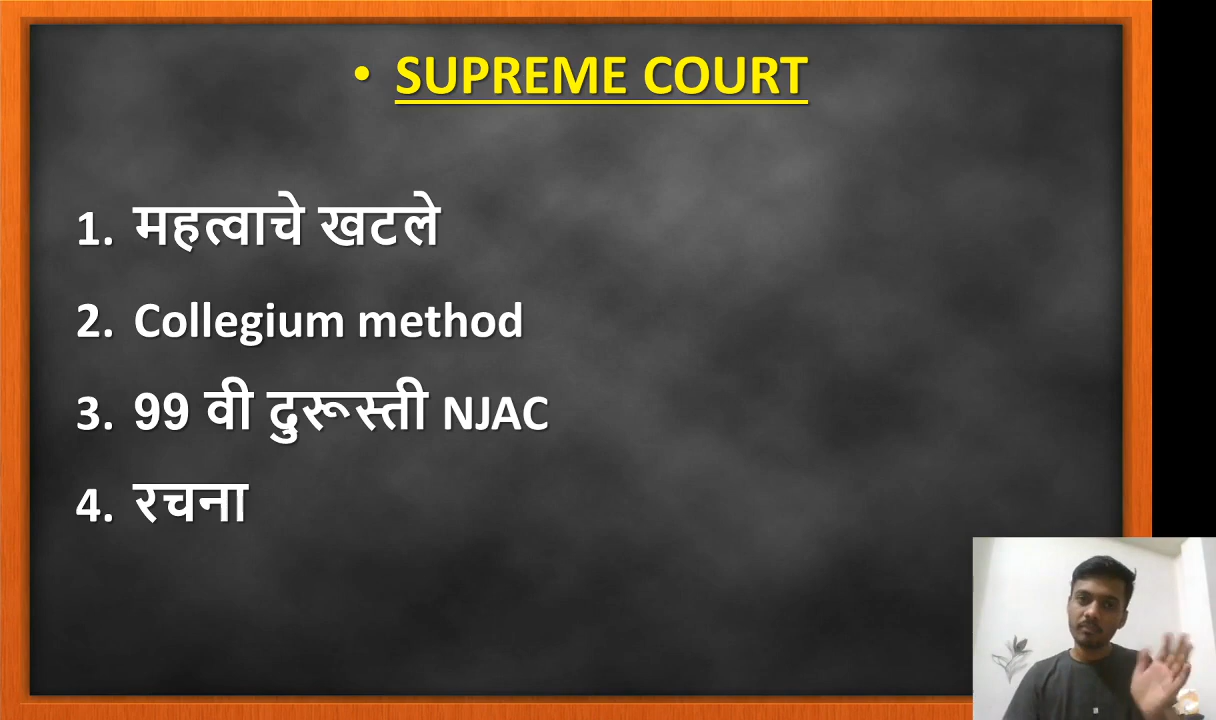 • SUPREME COURT
1. महत्वाचे खटले
2. Collegium method
3. 99 वी दुरूस्ती NJAC
4. रचना